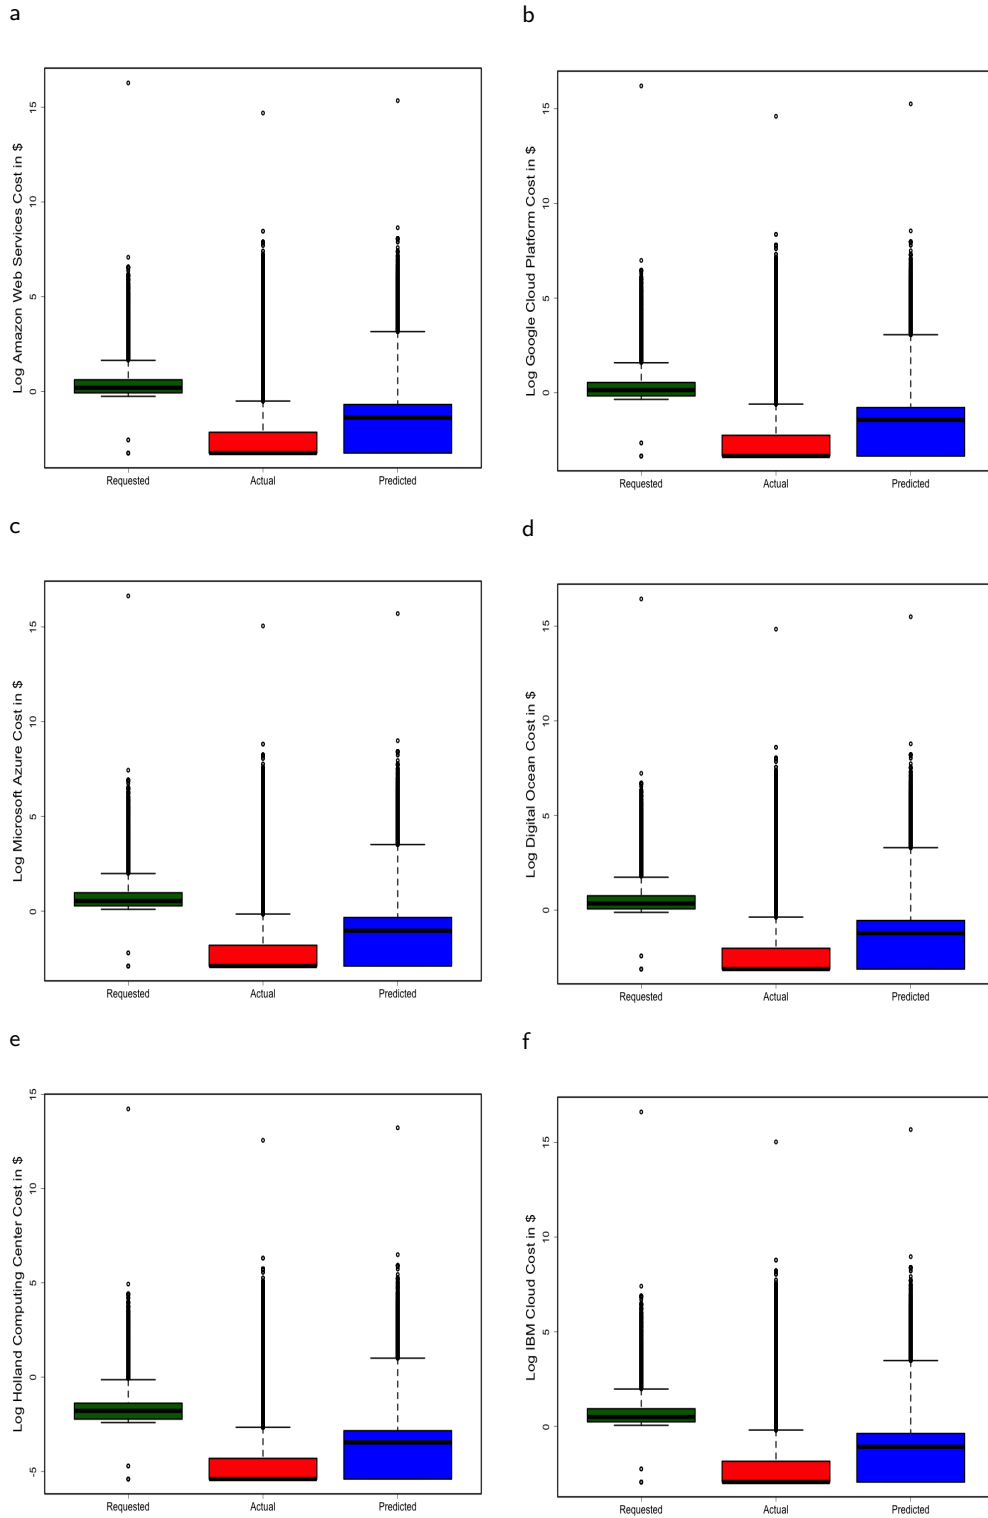 a
b
Log Amazon Web Services Cost in $
15
10
5
0
Requested
Actual
Predicted
Log Google Cloud Platform Cost in $
15
10
5
0
Requested
Actual
Predicted
c
d
Log Microsoft Azure Cost in $
15
10
5
0
Requested
Actual
Predicted
Log Digital Ocean Cost in $
15
10
5
0
Requested
Actual
Predicted
e
f
Log Holland Computing Center Cost in $
15
10
5
0
-5
Requested
Actual
Predicted
Log IBM Cloud Cost in $
15
10
5
0
Requested
Actual
Predicted